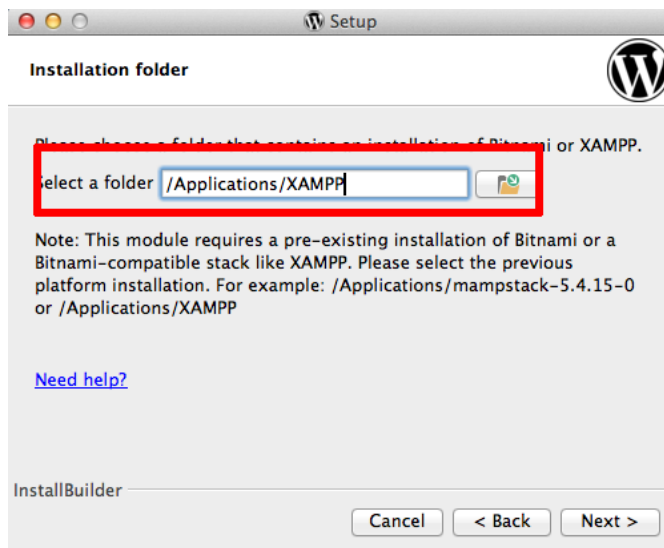 Setup
Installation folder
Please choose a folder that contains an installation of Bitnami or XAMPP.
Select a folder /Applications/XAMPP
Note: This module requires a pre-existing installation of Bitnami or a
Bitnami-compatible stack like XAMPP. Please select the previous
platform installation. For example: /Applications/mampstack-5.4.15-0
or /Applications/XAMPP
Need help?
InstallBuilder
Cancel < Back Next >